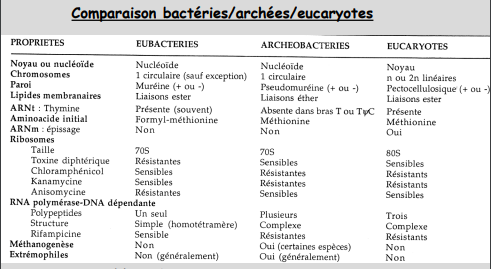 Comparaison bactéries/archées/eucaryotes
PROPRIETES EUBACTERIES ARCHEOBACTERIES EUCARYOTES
Noyau ou nucléoïde Nucléoïde Nucléoïde Noyau
Chromosomes 1 circulaire (sauf exception) 1 circulaire n ou 2n linéaires
Paroi Muréine (+ ou -) Pseudomuréine (+ ou -) Pectocellulosique (+ ou -)
Lipides membranaires Liaisons ester Liaisons éther Liaisons ester
ARNt : Thymine Présente (souvent) Absente dans bras T ou TψC Présente
Aminoacide initial Formyl-méthionine Méthionine Méthionine
ARNm : épissage Non Non Oui
Ribosomes
Taille 70S 70S 80S
Toxine diphtérique Résistantes Sensibles Sensibles
Chloramphénicol Sensibles Résistantes Résistants
Kanamycine Sensibles Résistantes Résistants
Anisomycine Résistantes Sensibles Sensibles
RNA polymérase-DNA dépendante
Polypeptides Un seul Plusieurs Trois
Structure Simple (homotétramère) Complexe Complexe
Rifampicine Sensible Résistantes Résistants
Méthanogenèse Non Oui (certaines espèces) Non
Extrémophiles Non (généralement) Oui (généralement) Non